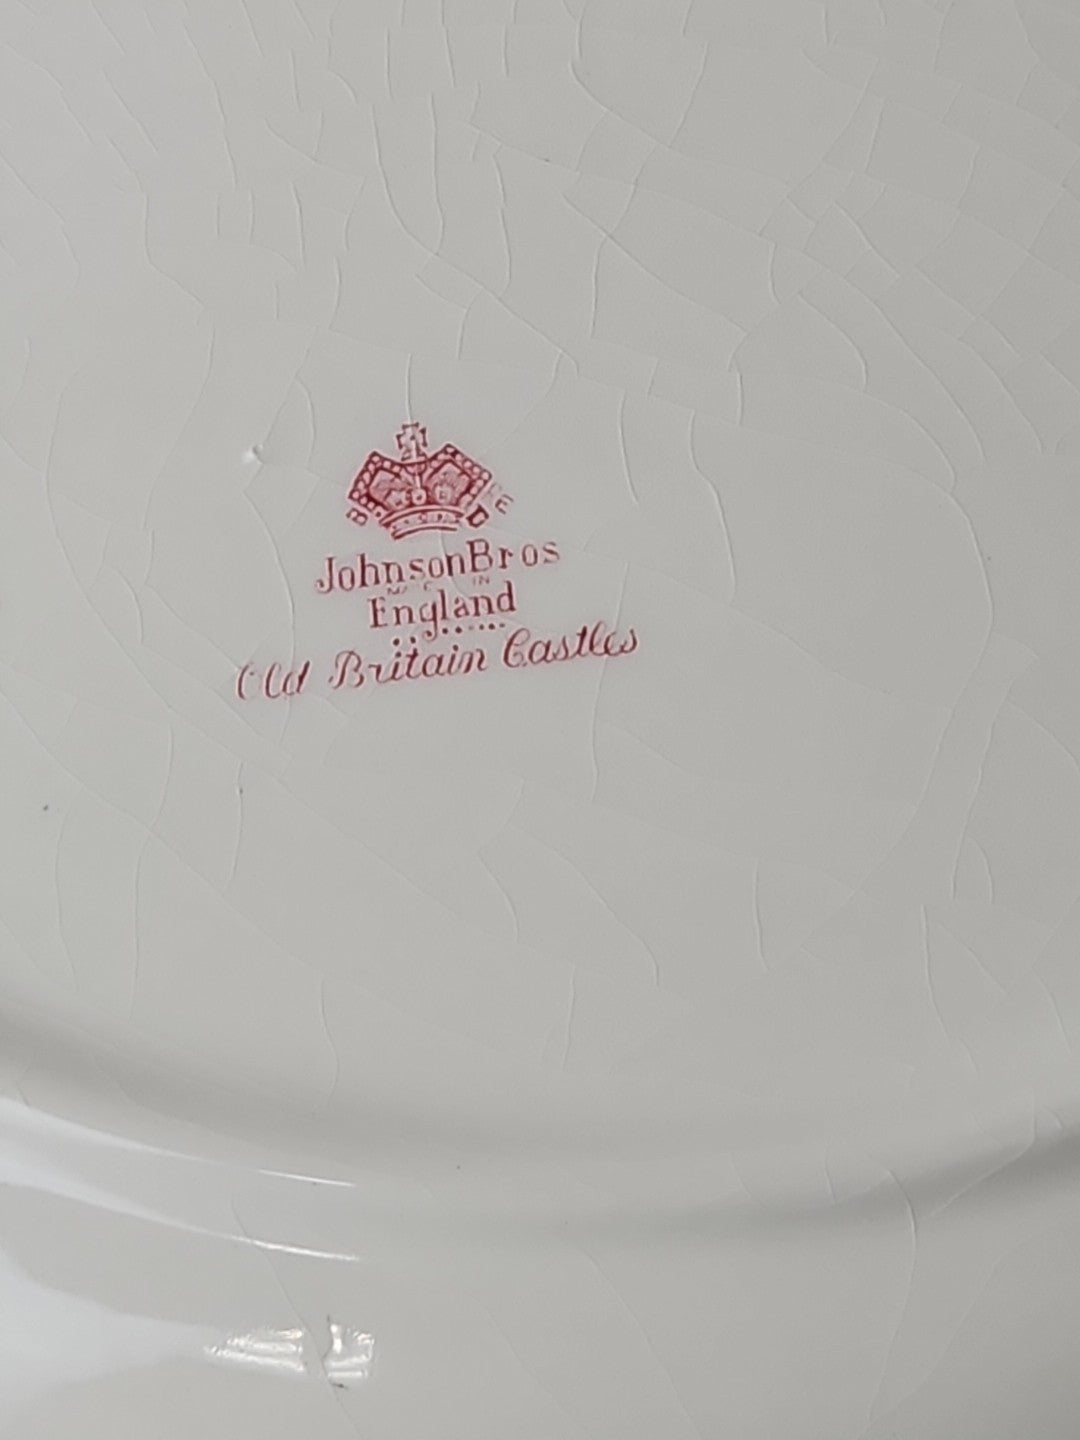 Johnson Bros
England
Old Britain Castles